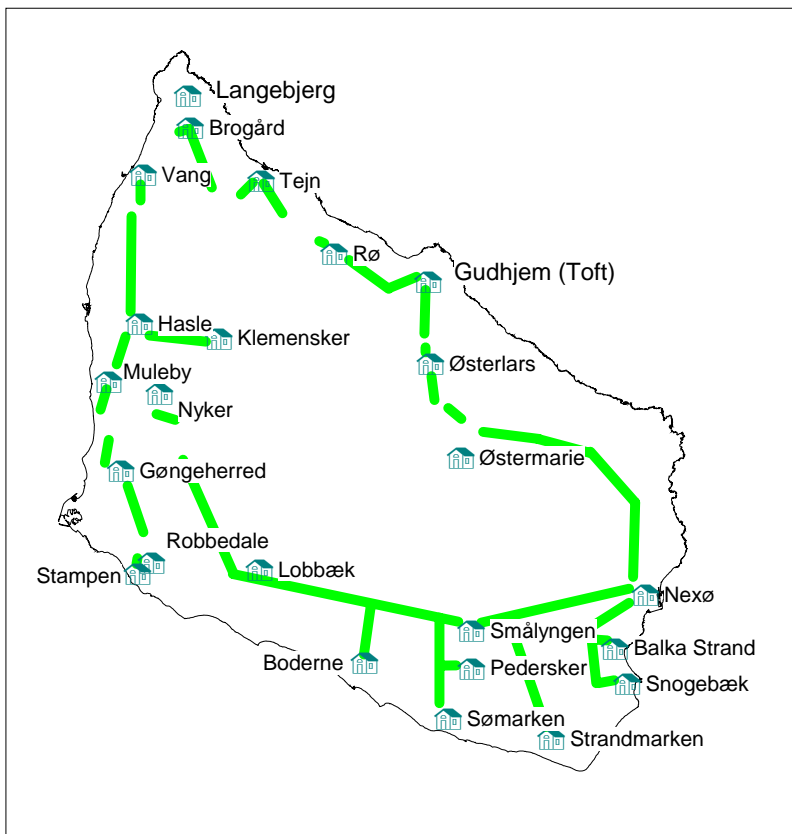 Langebjerg
Brogård
Vang
Tejn
Rø
Gudhjem (Toft)
Hasle
Klemensker
Østerlars
Muleby
Nyker
Østermarie
Gøngeherred
Robbedale
Stampen
Lobbæk
Nexø
Smålyngen
Balka Strand
Boderne
Pedersker
Snogebæk
Sømarken
Strandmarken